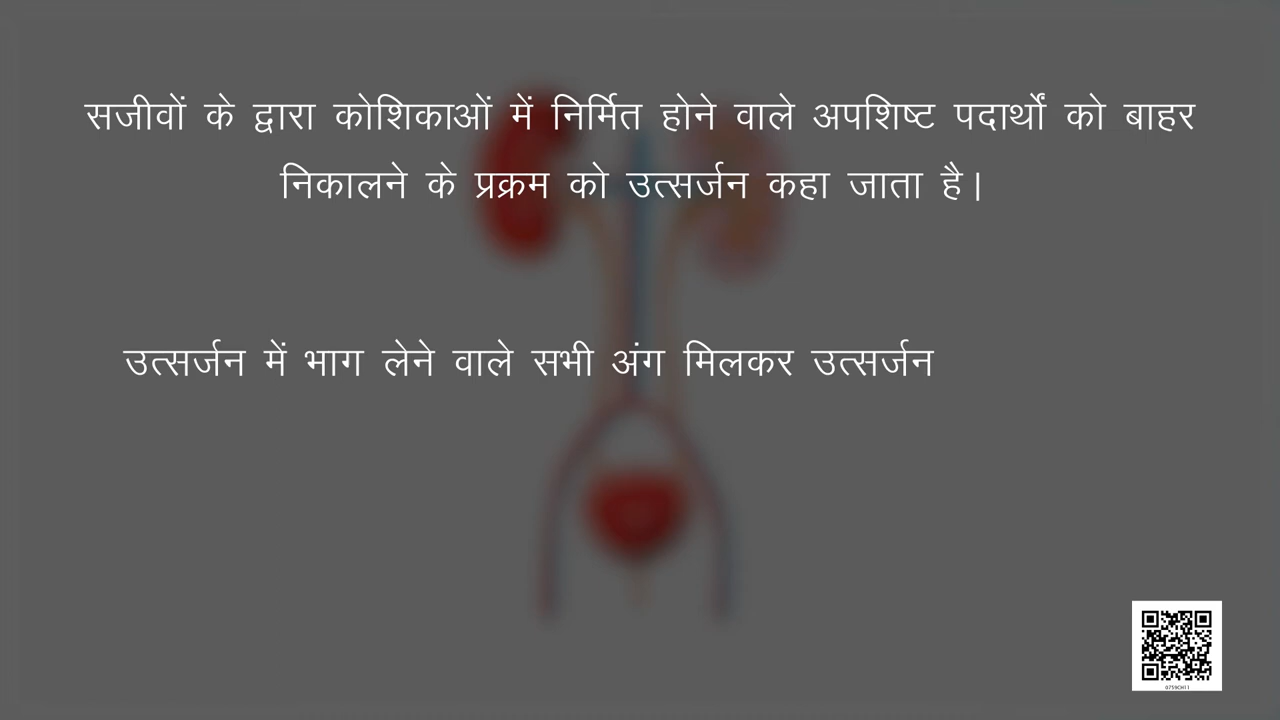 सजीवों के द्वारा कोशिकाओं में निर्मित होने वाले अपशिष्ट पदार्थों को बाहर
निकालने के प्रक्रम को उत्सर्जन कहा जाता है।
उत्सर्जन में भाग लेने वाले सभी अंग मिलकर उत्सर्जन
0759CH11